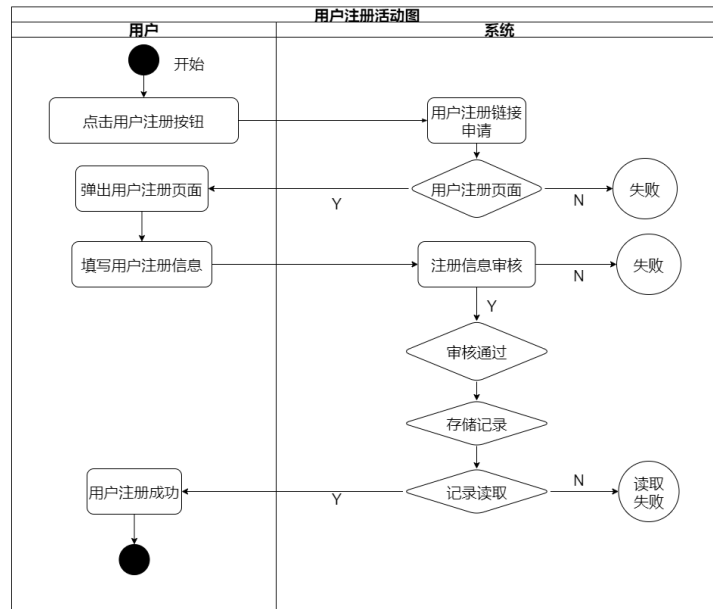 用户注册活动图
用户
系统
开始
点击用户注册按钮
用户注册链接
申请
弹出用户注册页面
Y
用户注册页面
N
失败
填写用户注册信息
注册信息审核
N
失败
Y
审核通过
存储记录
用户注册成功
Y
记录读取
N
读取
失败